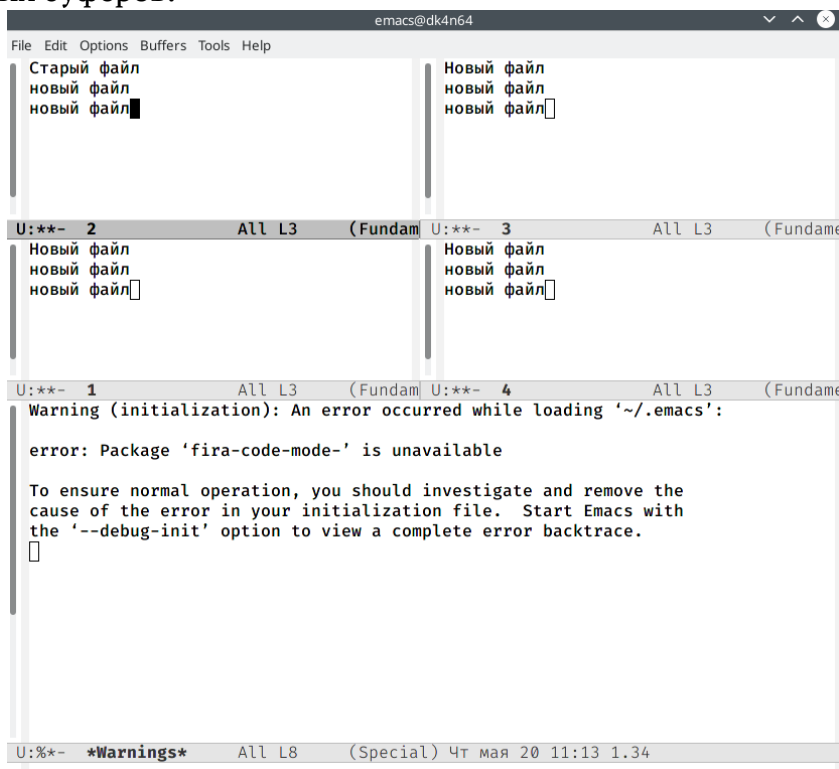 буферов.
emacs@dk4n64
File Edit Options Buffers Tools Help
Старый файл
новый файл
новый файл
U:**- 2 All L3 (Fundam
Новый файл
новый файл
новый файл
U:**- 3 All L3 (Fundame
Новый файл
новый файл
новый файл
U:**- 1 All L3 (Fundam
Новый файл
новый файл
новый файл
U:**- 4 All L3 (Fundame
Warning (initialization): An error occurred while loading ‘~/.emacs’:
error: Package ‘fira-code-mode-’ is unavailable
To ensure normal operation, you should investigate and remove the
cause of the error in your initialization file. Start Emacs with
the ‘--debug-init’ option to view a complete error backtrace.
U:%*- *Warnings* All L8 (Special) Чт мая 20 11:13 1.34